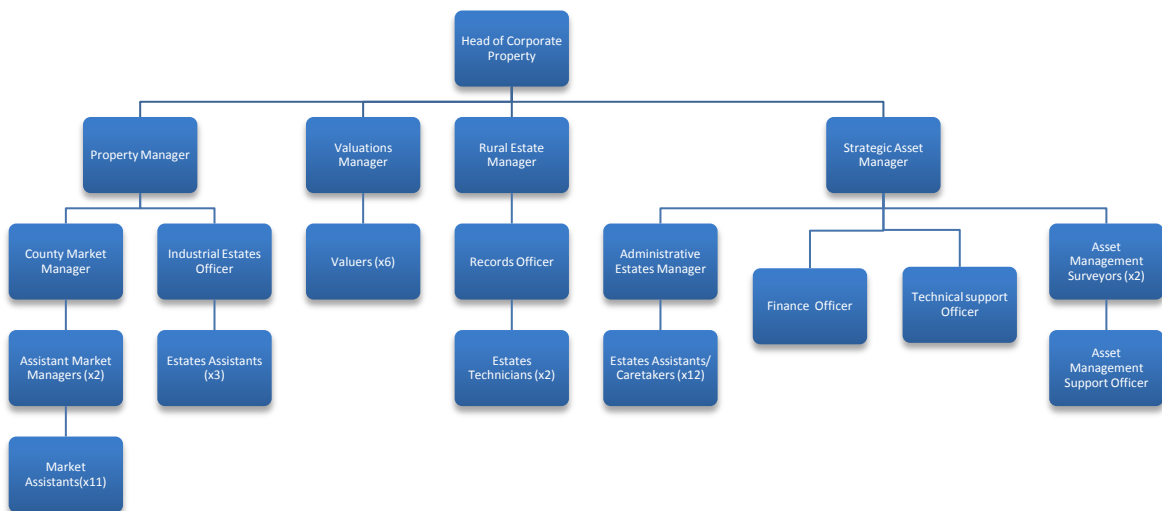 Head of Corporate
Property
Property Manager
Valuations
Manager
Rural Estate
Manager
Strategic Asset
Manager
County Market
Manager
Industrial Estates
Officer
Valuers (x6)
Records Officer
Administrative
Estates Manager
Finance Officer
Technical support
Officer
Asset
Management
Surveyors (x2)
Assistant Market
Managers (x2)
Estates Assistants
(x3)
Estates
Technicians (x2)
Estates Assistants/
Caretakers (x12)
Asset
Management
Support Officer
Market
Assistants(x11)